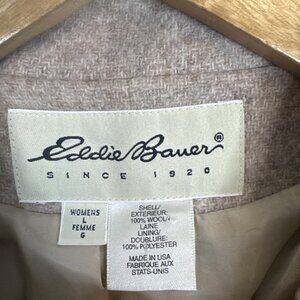 Eddie Bauer®
SINCE 1920
WOMENS
L
FEMME
G
SHELL/
EXTERIEUR:
100% WOOL/
LAINE
LINING/
DOUBLURE:
100% POLYESTER
MADE IN USA
FABRIQUE AUX
ETATS-UNIS